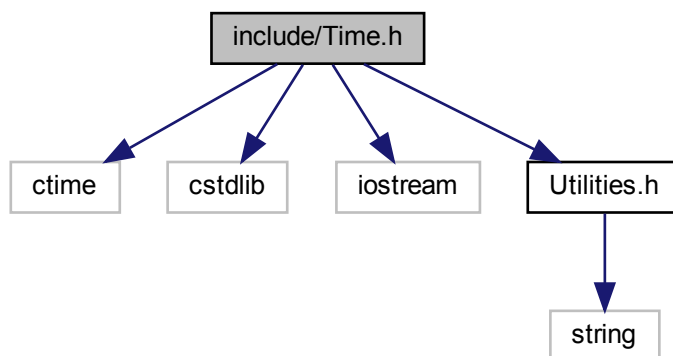 include/Time.h
ctime
cstdlib
iostream
Utilities.h
string